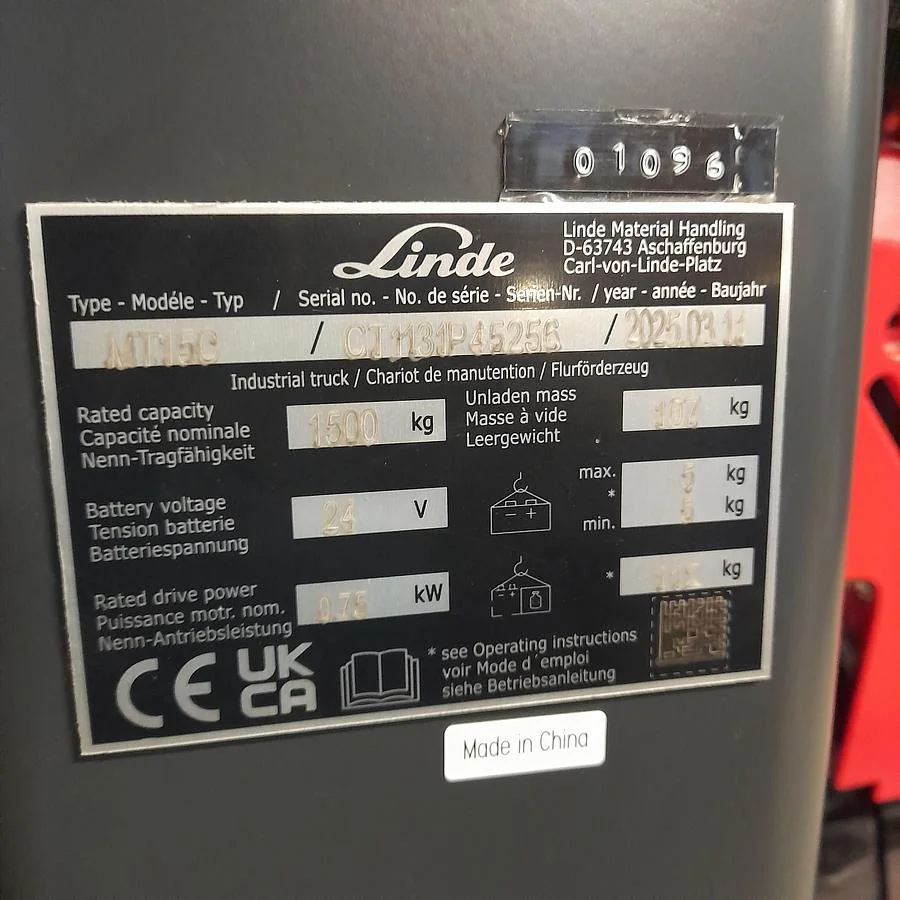 01096
Linde
Linde Material Handling
D-63743 Aschaffenburg
Carl-von-Linde-Platz
Type - Modéle - Typ / Serial no. - No. de série - Serien-Nr. / year - année - Baujahr
MT15C / CT1131P45256 / 2025.03.11
Industrial truck / Chariot de manutention / Flurförderzeug
Rated capacity
Capacité nominale
Nenn-Tragfähigkeit
1500 kg
Unladen mass
Masse à vide
Leergewicht
107 kg
Battery voltage
Tension batterie
Batteriespannung
24 V
- +
max. 5 kg
*
min. 5 kg
Rated drive power
Puissance motr. nom.
Nenn-Antriebsleistung
0.75 kW
* kg
CE
UK
CA
* see Operating instructions
voir Mode d´emploi
siehe Betriebsanleitung
Made in China